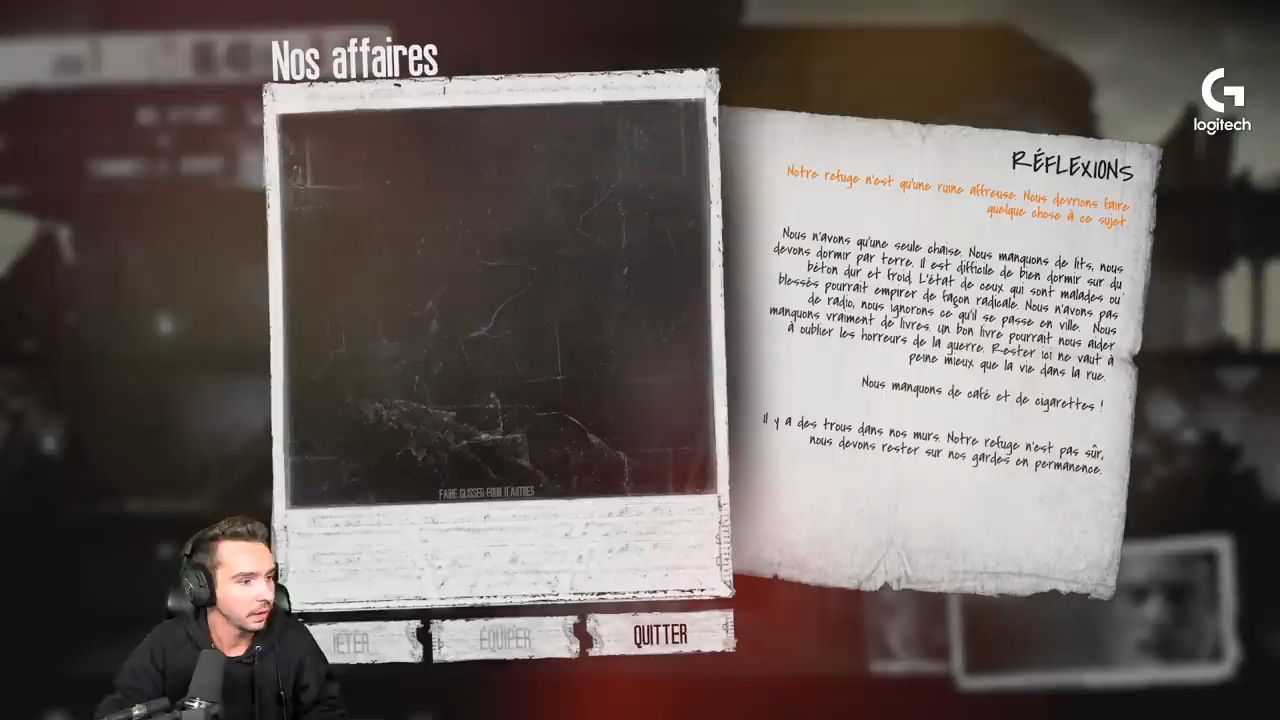 Nos affaires
logitech
RÉFLEXIONS
Notre refuge n'est qu'une ruine affreuse. Nous devrions faire
quelque chose à ce sujet.
Nous n'avons qu'une seule chaise. Nous manquons de lits, nous
devons dormir par terre. Il est difficile de bien dormir sur du
béton dur et froid. L'état de ceux qui sont malades ou
blessés pourrait empirer de façon radicale. Nous n'avons pas
de radio, nous ignorons ce qu'il se passe en ville. Nous
manquons vraiment de livres. un bon livre pourrait nous aider
à oublier les horreurs de la guerre. Rester ici ne vaut à
peine mieux que la vie dans la rue.
Nous manquons de café et de cigarettes !
Il y a des trous dans nos murs. Notre refuge n'est pas sûr,
nous devons rester sur nos gardes en permanence.
FAIRE GLISSER POUR D'AUTRES
ÉQUIPER
QUITTER